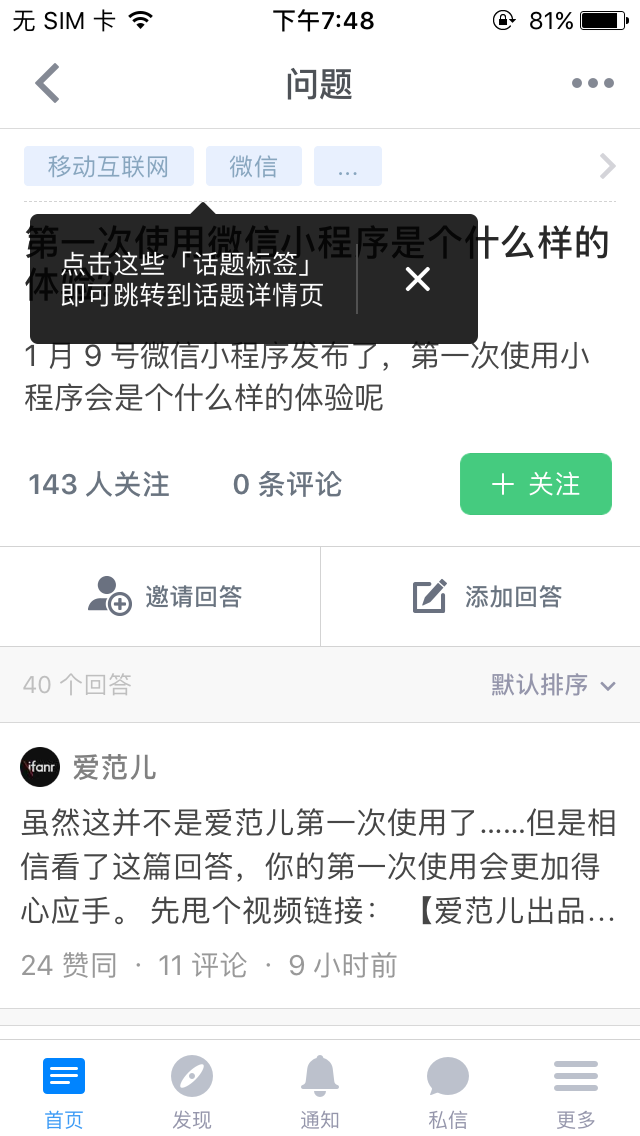 无 SIM 卡
下午7:48
81%
问题
移动互联网
微信
...
第一次使用微信小程序是个什么样的
体验?
点击这些「话题标签」
即可跳转到话题详情页
1 月 9 号微信小程序发布了，第一次使用小
程序会是个什么样的体验呢
143 人关注
0 条评论
关注
邀请回答
添加回答
40 个回答
默认排序
ifanr
爱范儿
虽然这并不是爱范儿第一次使用了......但是相
信看了这篇回答，你的第一次使用会更加得
心应手。 先甩个视频链接： 【爱范儿出品...
24 赞同 · 11 评论 · 9 小时前
首页
发现
通知
私信
更多